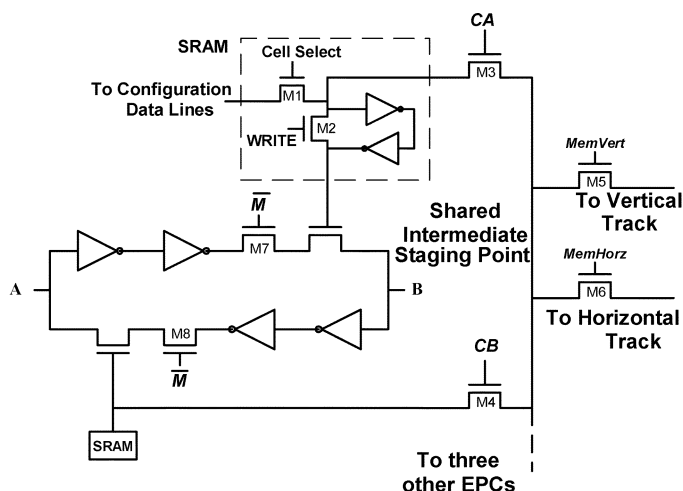 CA
SRAM
Cell Select
M3
To Configuration
Data Lines
M1
M2
WRITE
MemVert
M5
To Vertical
Track
M̅
M7
Shared
Intermediate
Staging Point
MemHorz
M6
A
B
To Horizontal
Track
M8
M̅
CB
M4
SRAM
To three
other EPCs